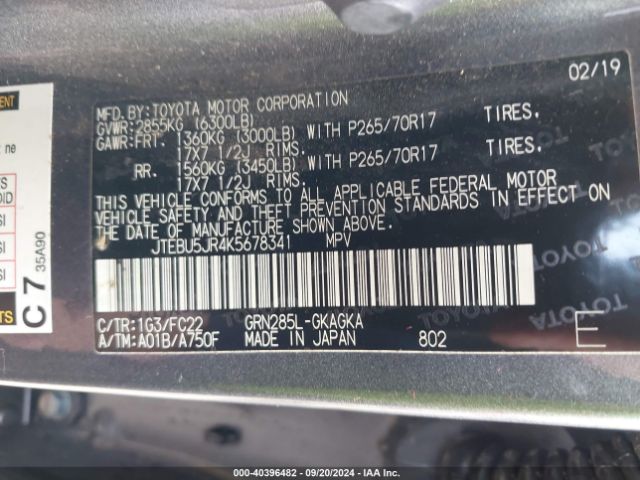 02/19
MFD. BY: TOYOTA MOTOR CORPORATION
GVWR: 2855KG (6300LB)
GAWR: FRT. 1360KG (3000LB) WITH P265/70R17 TIRES,
17X7 1/2J RIMS.
RR. 1560KG (3450LB) WITH P265/70R17 TIRES,
17X7 1/2J RIMS.
THIS VEHICLE CONFORMS TO ALL APPLICABLE FEDERAL MOTOR
VEHICLE SAFETY AND THEFT PREVENTION STANDARDS IN EFFECT ON
THE DATE OF MANUFACTURE SHOWN ABOVE.
JTEBU5JR4K5678341 MPV
C/TR: 1G3/FC22 GRN285L-GKAGKA
A/TM: A01B/A750F MADE IN JAPAN 802 E
ne
C 7 35A90
000-40396482 - 09/20/2024 - IAA Inc.